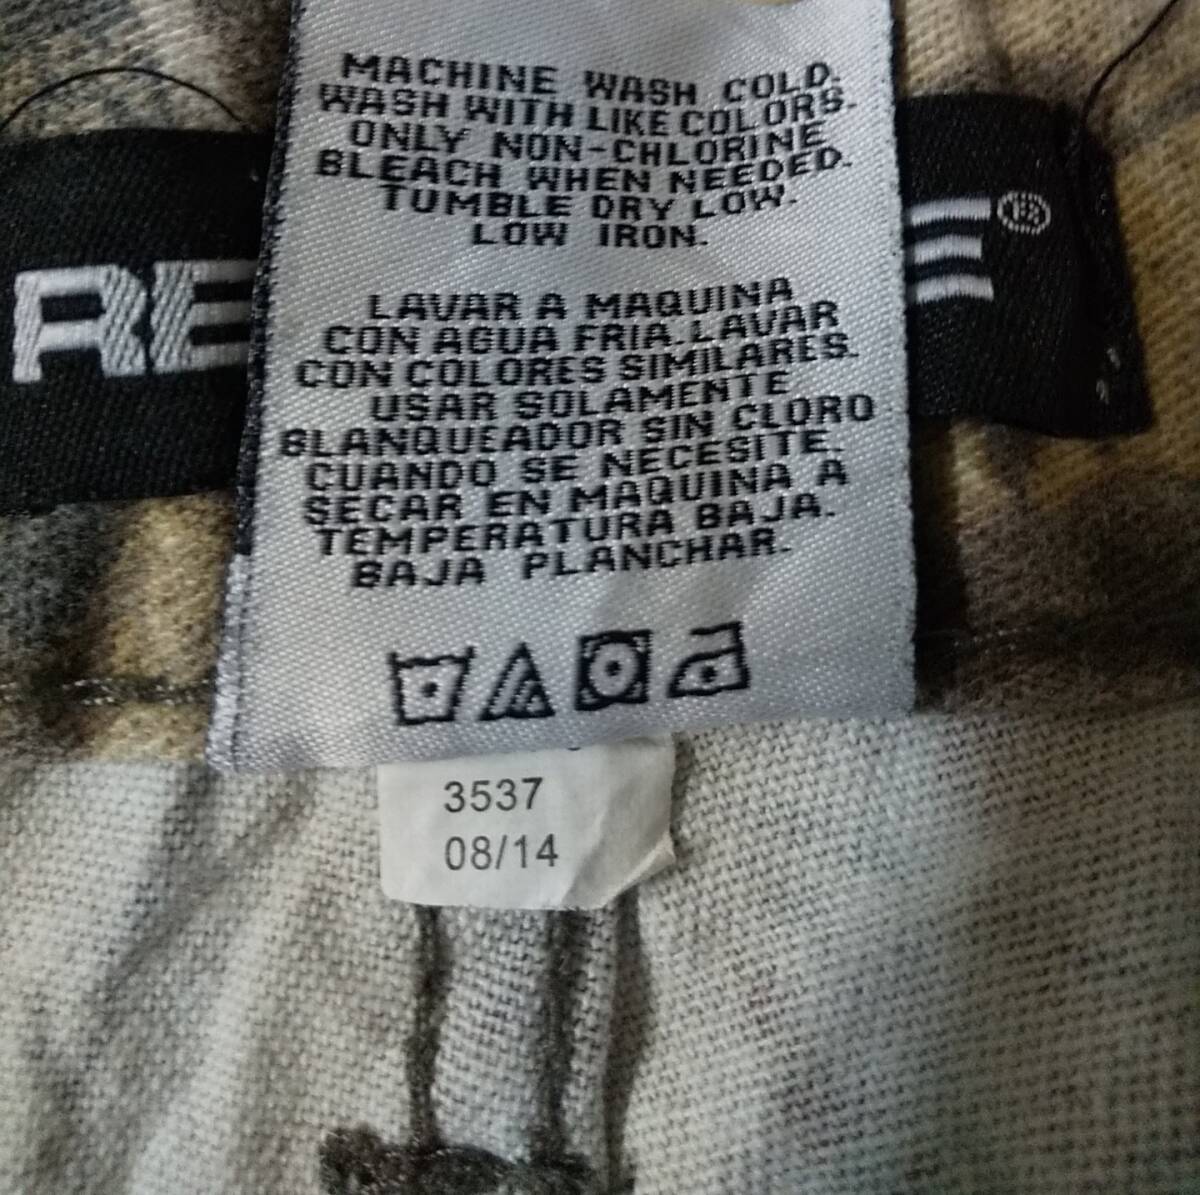 MACHINE WASH COLD.
WASH WITH LIKE COLORS.
ONLY NON-CHLORINE
BLEACH WHEN NEEDED.
TUMBLE DRY LOW.
LOW IRON.
LAVAR A MAQUINA
CON AGUA FRIA. LAVAR
CON COLORES SIMILARES.
USAR SOLAMENTE
BLANQUEADOR SIN CLORO
CUANDO SE NECESITE.
SECAR EN MAQUINA A
TEMPERATURA BAJA.
BAJA PLANCHAR.
3537
08/14